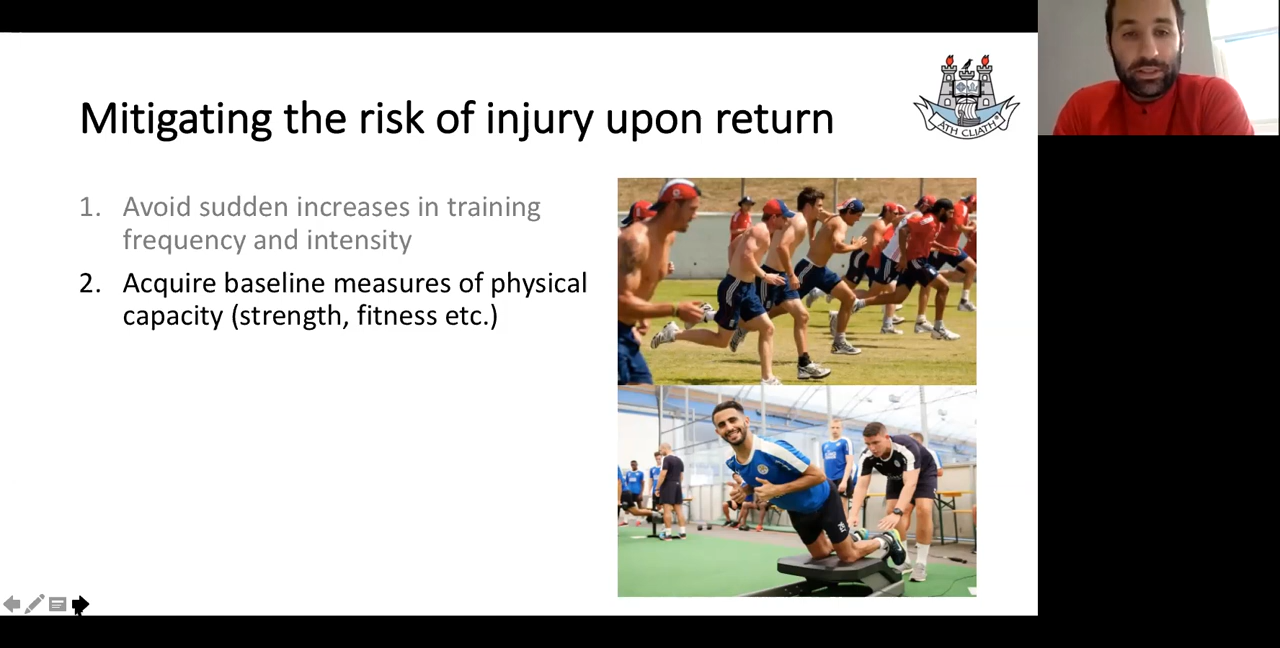 Mitigating the risk of injury upon return
ÁTH CLIATH
1. Avoid sudden increases in training
frequency and intensity
2. Acquire baseline measures of physical
capacity (strength, fitness etc.)